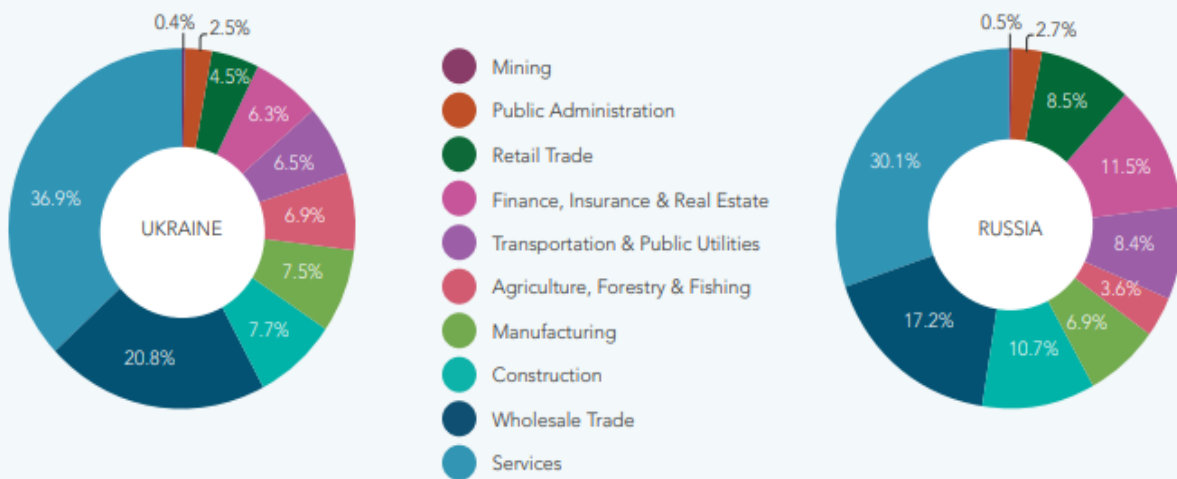 0.4%
2.5%
4.5%
6.3%
6.5%
6.9%
7.5%
7.7%
20.8%
36.9%
UKRAINE
Mining
Public Administration
Retail Trade
Finance, Insurance & Real Estate
Transportation & Public Utilities
Agriculture, Forestry & Fishing
Manufacturing
Construction
Wholesale Trade
Services
0.5%
2.7%
8.5%
11.5%
8.4%
3.6%
6.9%
10.7%
17.2%
30.1%
RUSSIA